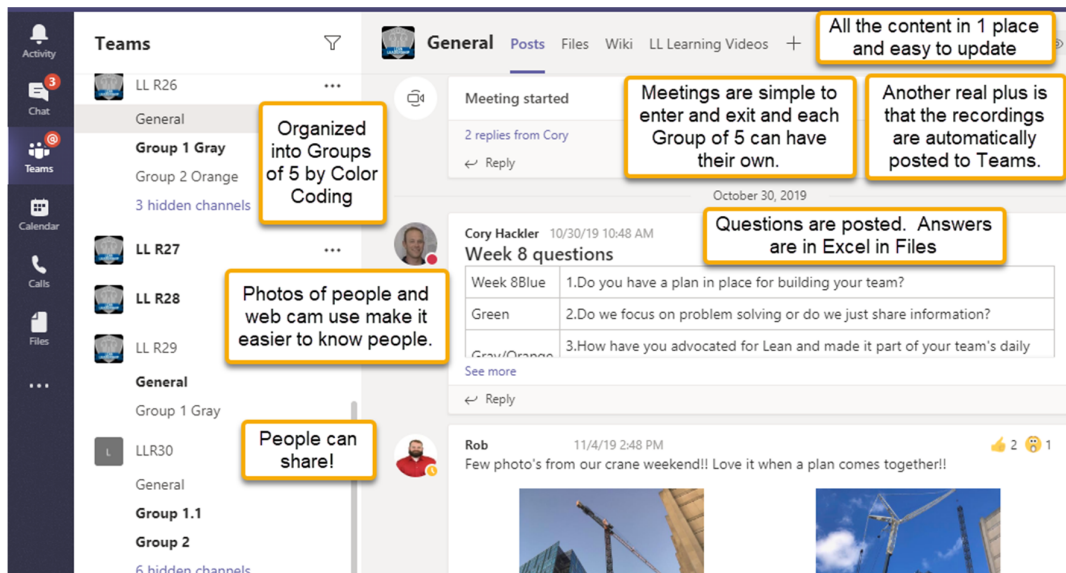 Activity
Chat
3
Teams
@
Calendar
Calls
Files
Teams
LL R26
General
Group 1 Gray
Group 2 Orange
3 hidden channels
LL R27
LL R28
LL R29
General
Group 1 Gray
L
LLR30
General
Group 1.1
Group 2
6 hidden channels
Organized
into Groups
of 5 by Color
Coding
Photos of people and
web cam use make it
easier to know people.
People can
share!
General Posts Files Wiki LL Learning Videos +
All the content in 1 place
and easy to update
Meeting started
2 replies from Cory
Reply
Meetings are simple to
enter and exit and each
Group of 5 can have
their own.
Another real plus is
that the recordings
are automatically
posted to Teams.
October 30, 2019
Questions are posted. Answers
are in Excel in Files
Cory Hackler 10/30/19 10:48 AM
Week 8 questions
Week 8Blue 1.Do you have a plan in place for building your team?
Green 2.Do we focus on problem solving or do we just share information?
Gray/Orange 3.How have you advocated for Lean and made it part of your team's daily
See more
Reply
Rob 11/4/19 2:48 PM 2 1
Few photo's from our crane weekend!! Love it when a plan comes together!!